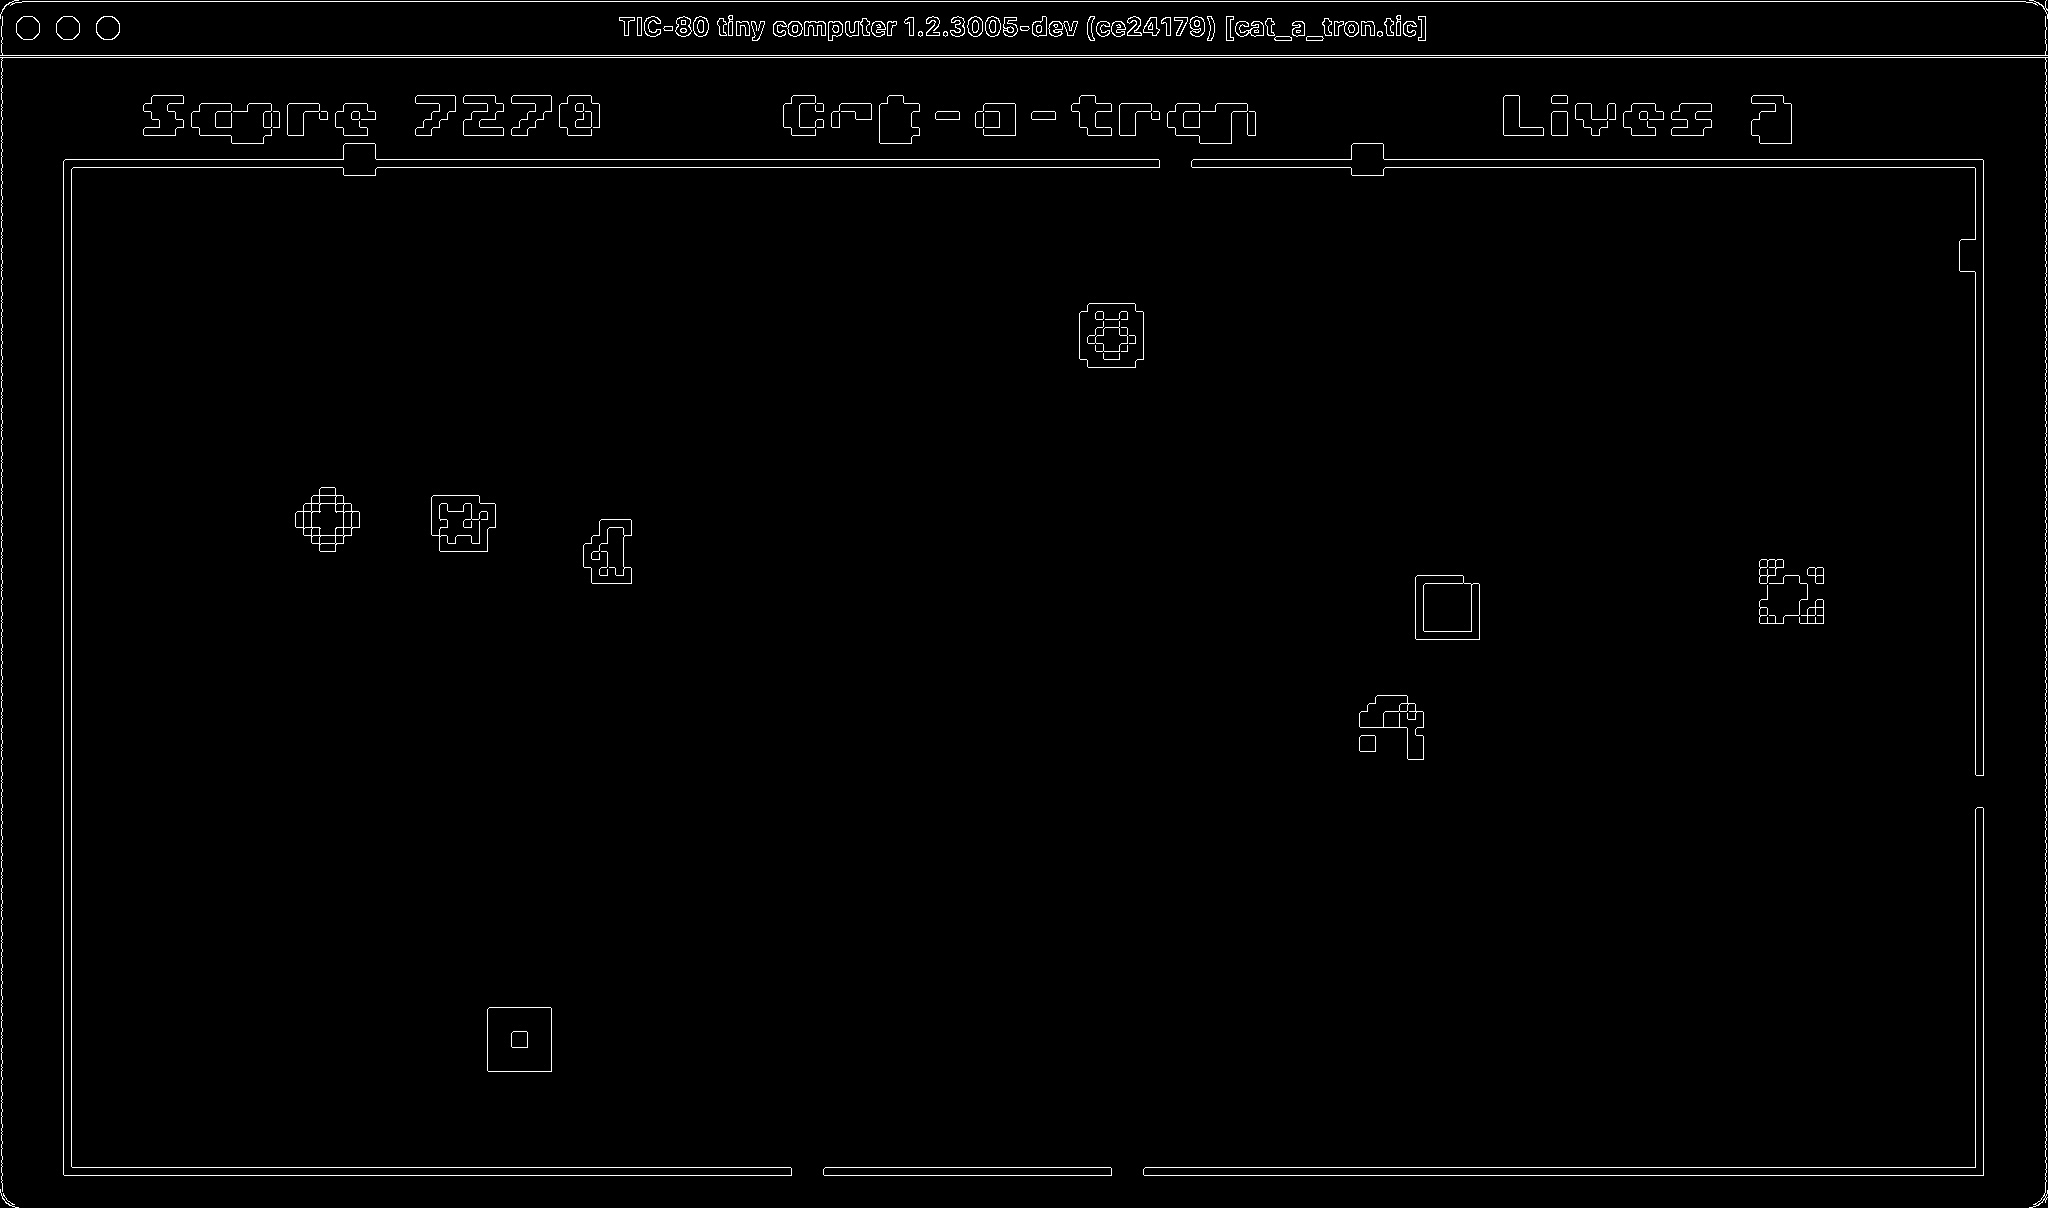 TIC-80 tiny computer 1.2.3005-dev (ce24179) [cat_a_tron.tic]
Score 7270 Cat-a-tron Lives 2